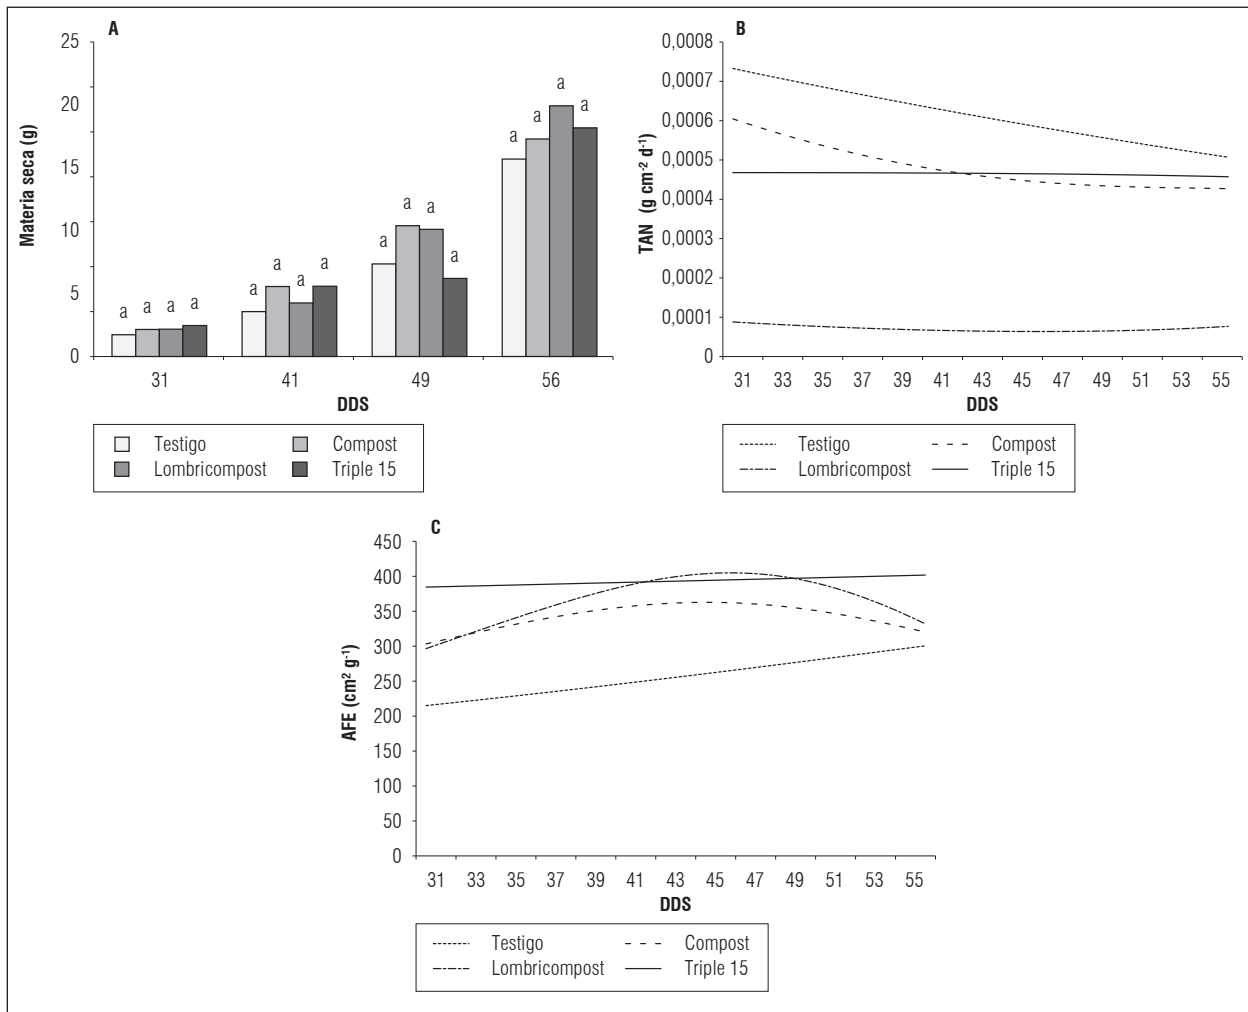 A
25
20
15
10
5
0
Materia seca (g)
a a a a
a a a a
a a a a
a a a a
31 41 49 56
DDS
Testigo Compost
Lombricompost Triple 15
B
0,0008
0,0007
0,0006
0,0005
0,0004
0,0003
0,0002
0,0001
0
TAN (g cm-2 d-1)
31 33 35 37 39 41 43 45 47 49 51 53 55
DDS
Testigo Compost
Lombricompost Triple 15
C
450
400
350
300
250
200
150
100
50
0
AFE (cm2 g-1)
31 33 35 37 39 41 43 45 47 49 51 53 55
DDS
Testigo Compost
Lombricompost Triple 15